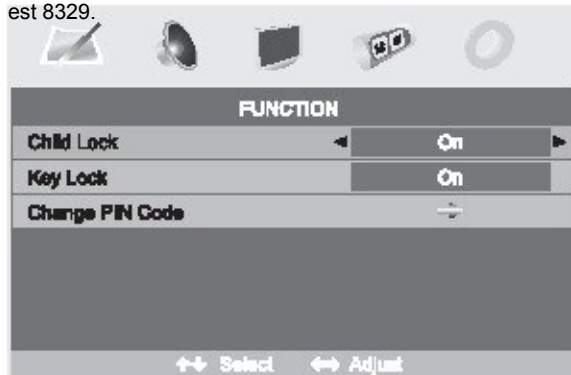 est 8329.
FUNCTION
Child Lock On
Key Lock On
Change PIN Code
Select Adjust